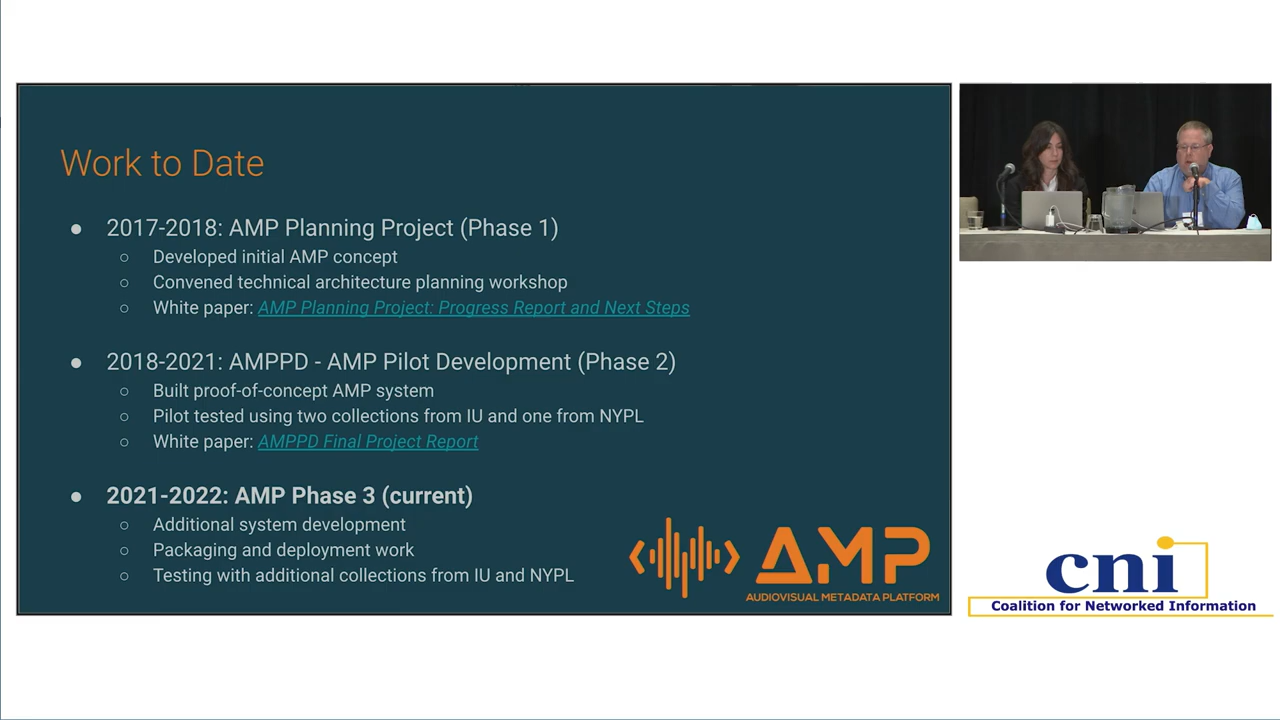 Work to Date
● 2017-2018: AMP Planning Project (Phase 1)
○ Developed initial AMP concept
○ Convened technical architecture planning workshop
○ White paper: AMP Planning Project: Progress Report and Next Steps
● 2018-2021: AMPPD - AMP Pilot Development (Phase 2)
○ Built proof-of-concept AMP system
○ Pilot tested using two collections from IU and one from NYPL
○ White paper: AMPPD Final Project Report
● 2021-2022: AMP Phase 3 (current)
○ Additional system development
○ Packaging and deployment work
○ Testing with additional collections from IU and NYPL
AMP
AUDIOVISUAL METADATA PLATFORM
cni
Coalition for Networked Information